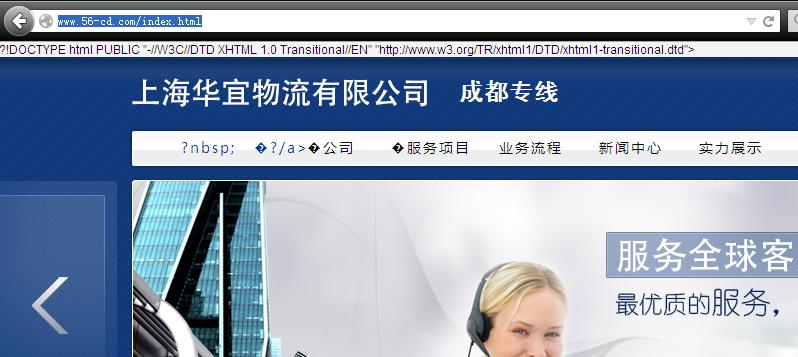 www.56-cd.com/index.html
?!DOCTYPE html PUBLIC "-//W3C//DTD XHTML 1.0 Transitional//EN" "http://www.w3.org/TR/xhtml1/DTD/xhtml1-transitional.dtd">
上海华宜物流有限公司 成都专线
?nbsp; �?/a>�公司 �服务项目 业务流程 新闻中心 实力展示
服务全球客
最优质的服务,